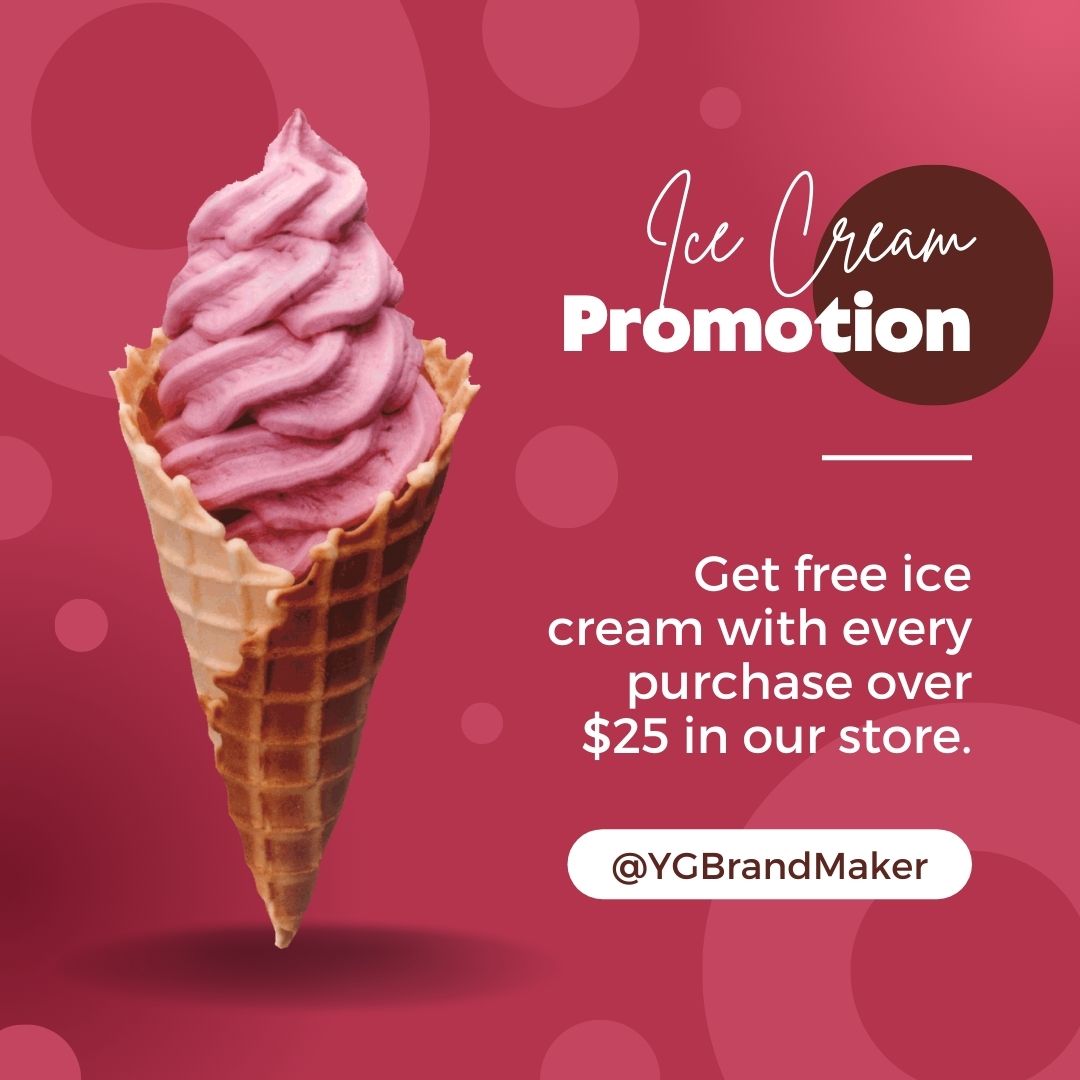 Ice Cream
Promotion
Get free ice
cream with every
purchase over
$25 in our store.
@YGBrandMaker